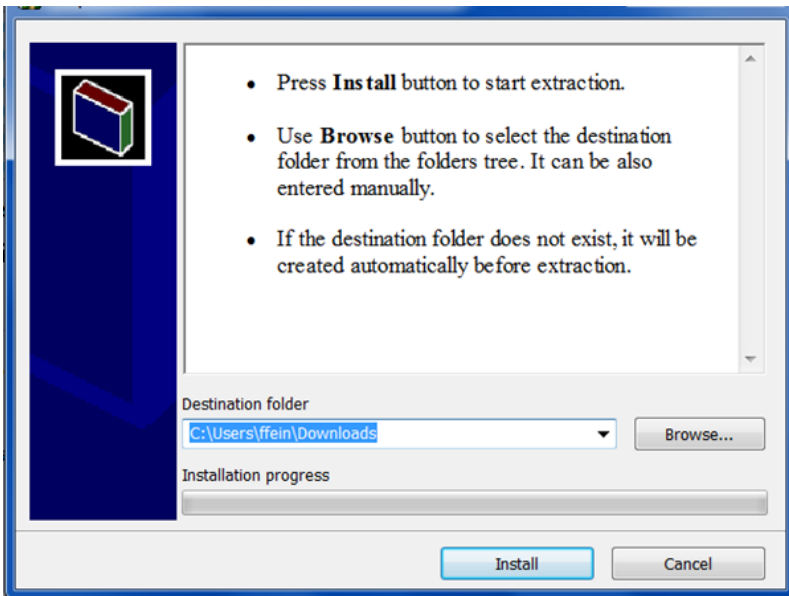 Press Install button to start extraction.
Use Browse button to select the destination
folder from the folders tree. It can be also
entered manually.
If the destination folder does not exist, it will be
created automatically before extraction.
Destination folder
C:\Users\ffein\Downloads
Browse...
Installation progress
Install
Cancel